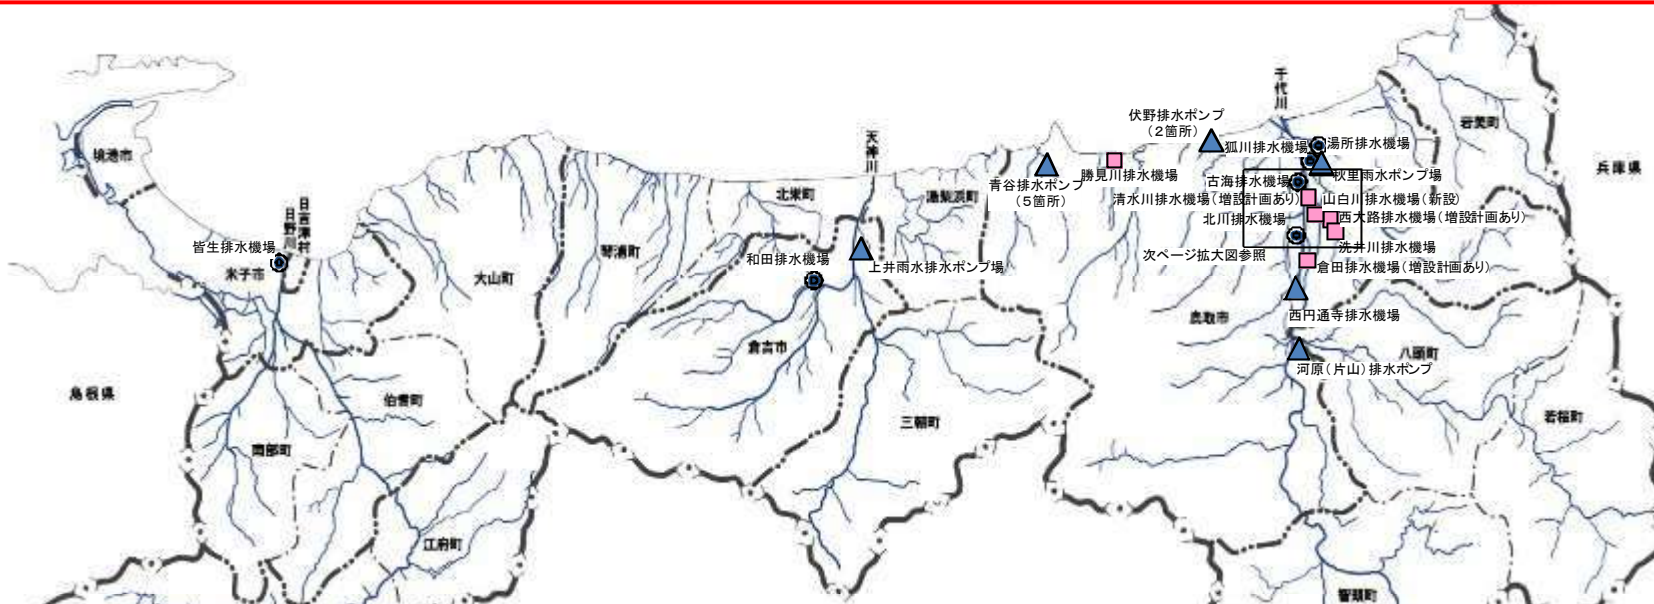 千代川
伏野排水ポンプ
(2箇所)
岩美町
湯所排水機場
狐川排水機場
天神川
境港市
兵庫県
秋里雨水ポンプ場
勝見川排水機場
古海排水機場
青谷排水ポンプ
(5箇所)
北栄町
湯梨浜町
清水川排水機場(増設計画あり)
山白川排水機場(新設)
日吉津村
日野川
北川排水機場
西大路排水機場(増設計画あり)
皆生排水機場
琴浦町
洗井川排水機場
和田排水機場
次ページ拡大図参照
上井雨水排水ポンプ場
倉田排水機場(増設計画あり)
米子市
大山町
西円通寺排水機場
鳥取市
倉吉市
八頭町
河原(片山)排水ポンプ
島根県
伯耆町
若桜町
三朝町
南部町
江府町
智頭町